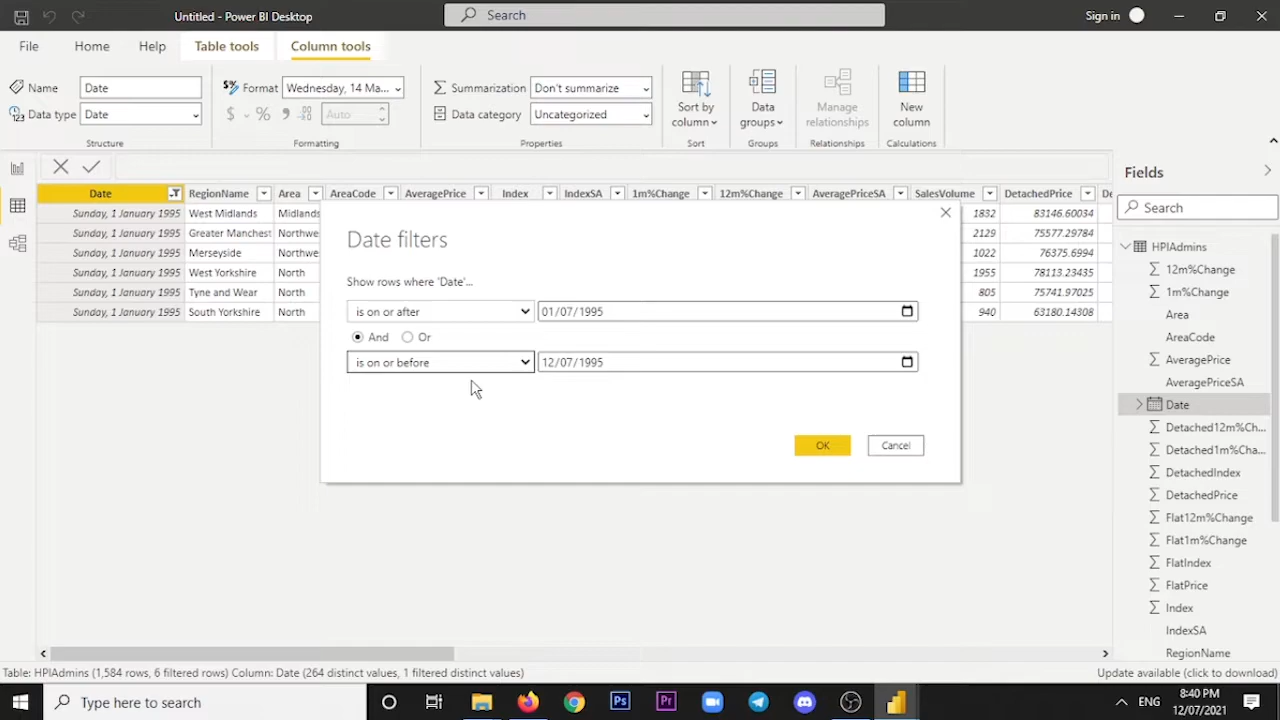 Untitled - Power BI Desktop
Search
Sign in
File
Home
Help
Table tools
Column tools
Name
Date
Format
Wednesday, 14 Ma...
Summarization
Don't summarize
Sort by
column
Data
groups
Manage
relationships
New
column
Data type
Date
$ % 9 Auto
Data category
Uncategorized
Structure
Formatting
Properties
Sort
Groups
Relationships
Calculations
Fields
Search
Date RegionName Area AreaCode AveragePrice Index IndexSA 1m%Change 12m%Change AveragePriceSA SalesVolume DetachedPrice De
Sunday, 1 January 1995 West Midlands Midlands 1832 83146.60034
Sunday, 1 January 1995 Greater Manchest Northwe 2129 75577.29784
Sunday, 1 January 1995 Merseyside Northwe 1022 76375.6994
Sunday, 1 January 1995 West Yorkshire North 1955 78113.23435
Sunday, 1 January 1995 Tyne and Wear North 805 75741.97025
Sunday, 1 January 1995 South Yorkshire North 940 63180.14308
Date filters
Show rows where 'Date'...
is on or after
01/07/1995
And
Or
is on or before
12/07/1995
OK
Cancel
HPIAdmins
12m%Change
1m%Change
Area
AreaCode
AveragePrice
AveragePriceSA
Date
Detached12m%Ch...
Detached1m%Cha...
DetachedIndex
DetachedPrice
Flat12m%Change
Flat1m%Change
FlatIndex
FlatPrice
Index
IndexSA
RegionName
Table: HPIAdmins (1,584 rows, 6 filtered rows) Column: Date (264 distinct values, 1 filtered distinct values)
Update available (click to download)
Type here to search
Ps
Pr
ENG
8:40 PM
12/07/2021